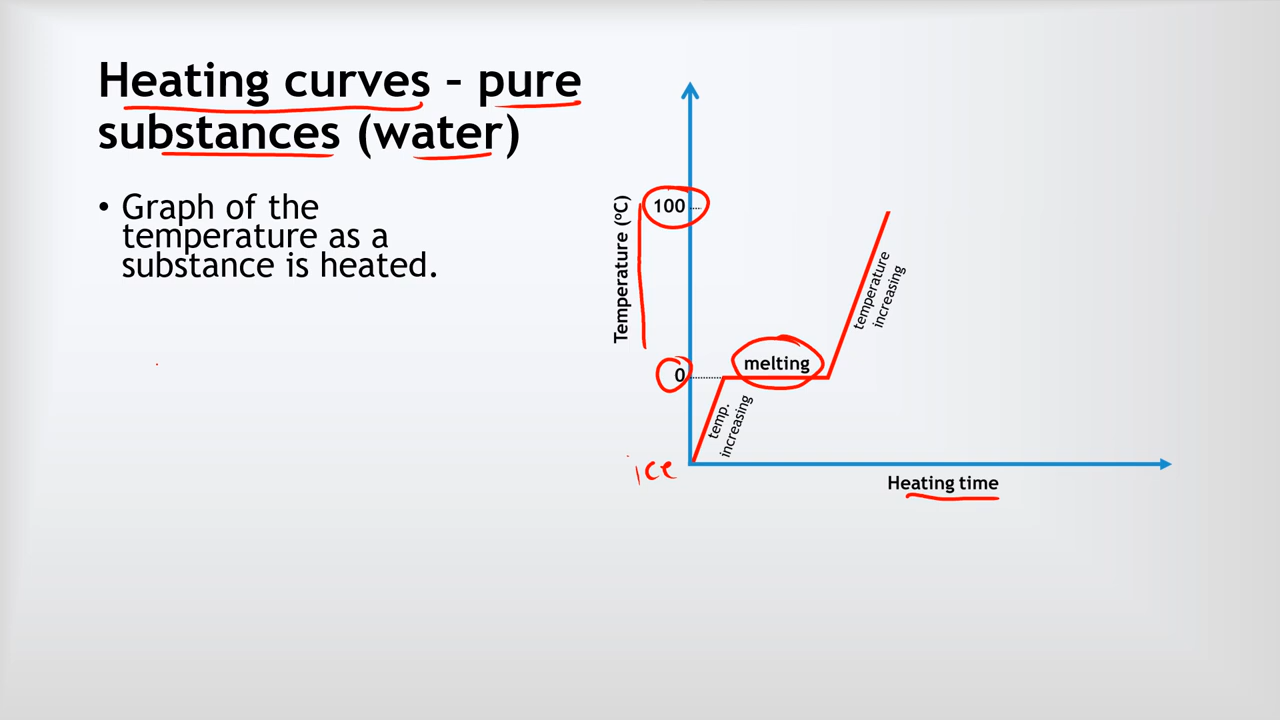 Heating curves – pure
substances (water)
• Graph of the
temperature as a
substance is heated.
Temperature (ºC)
100
0
melting
temperature
increasing
temp.
increasing
ice
Heating time